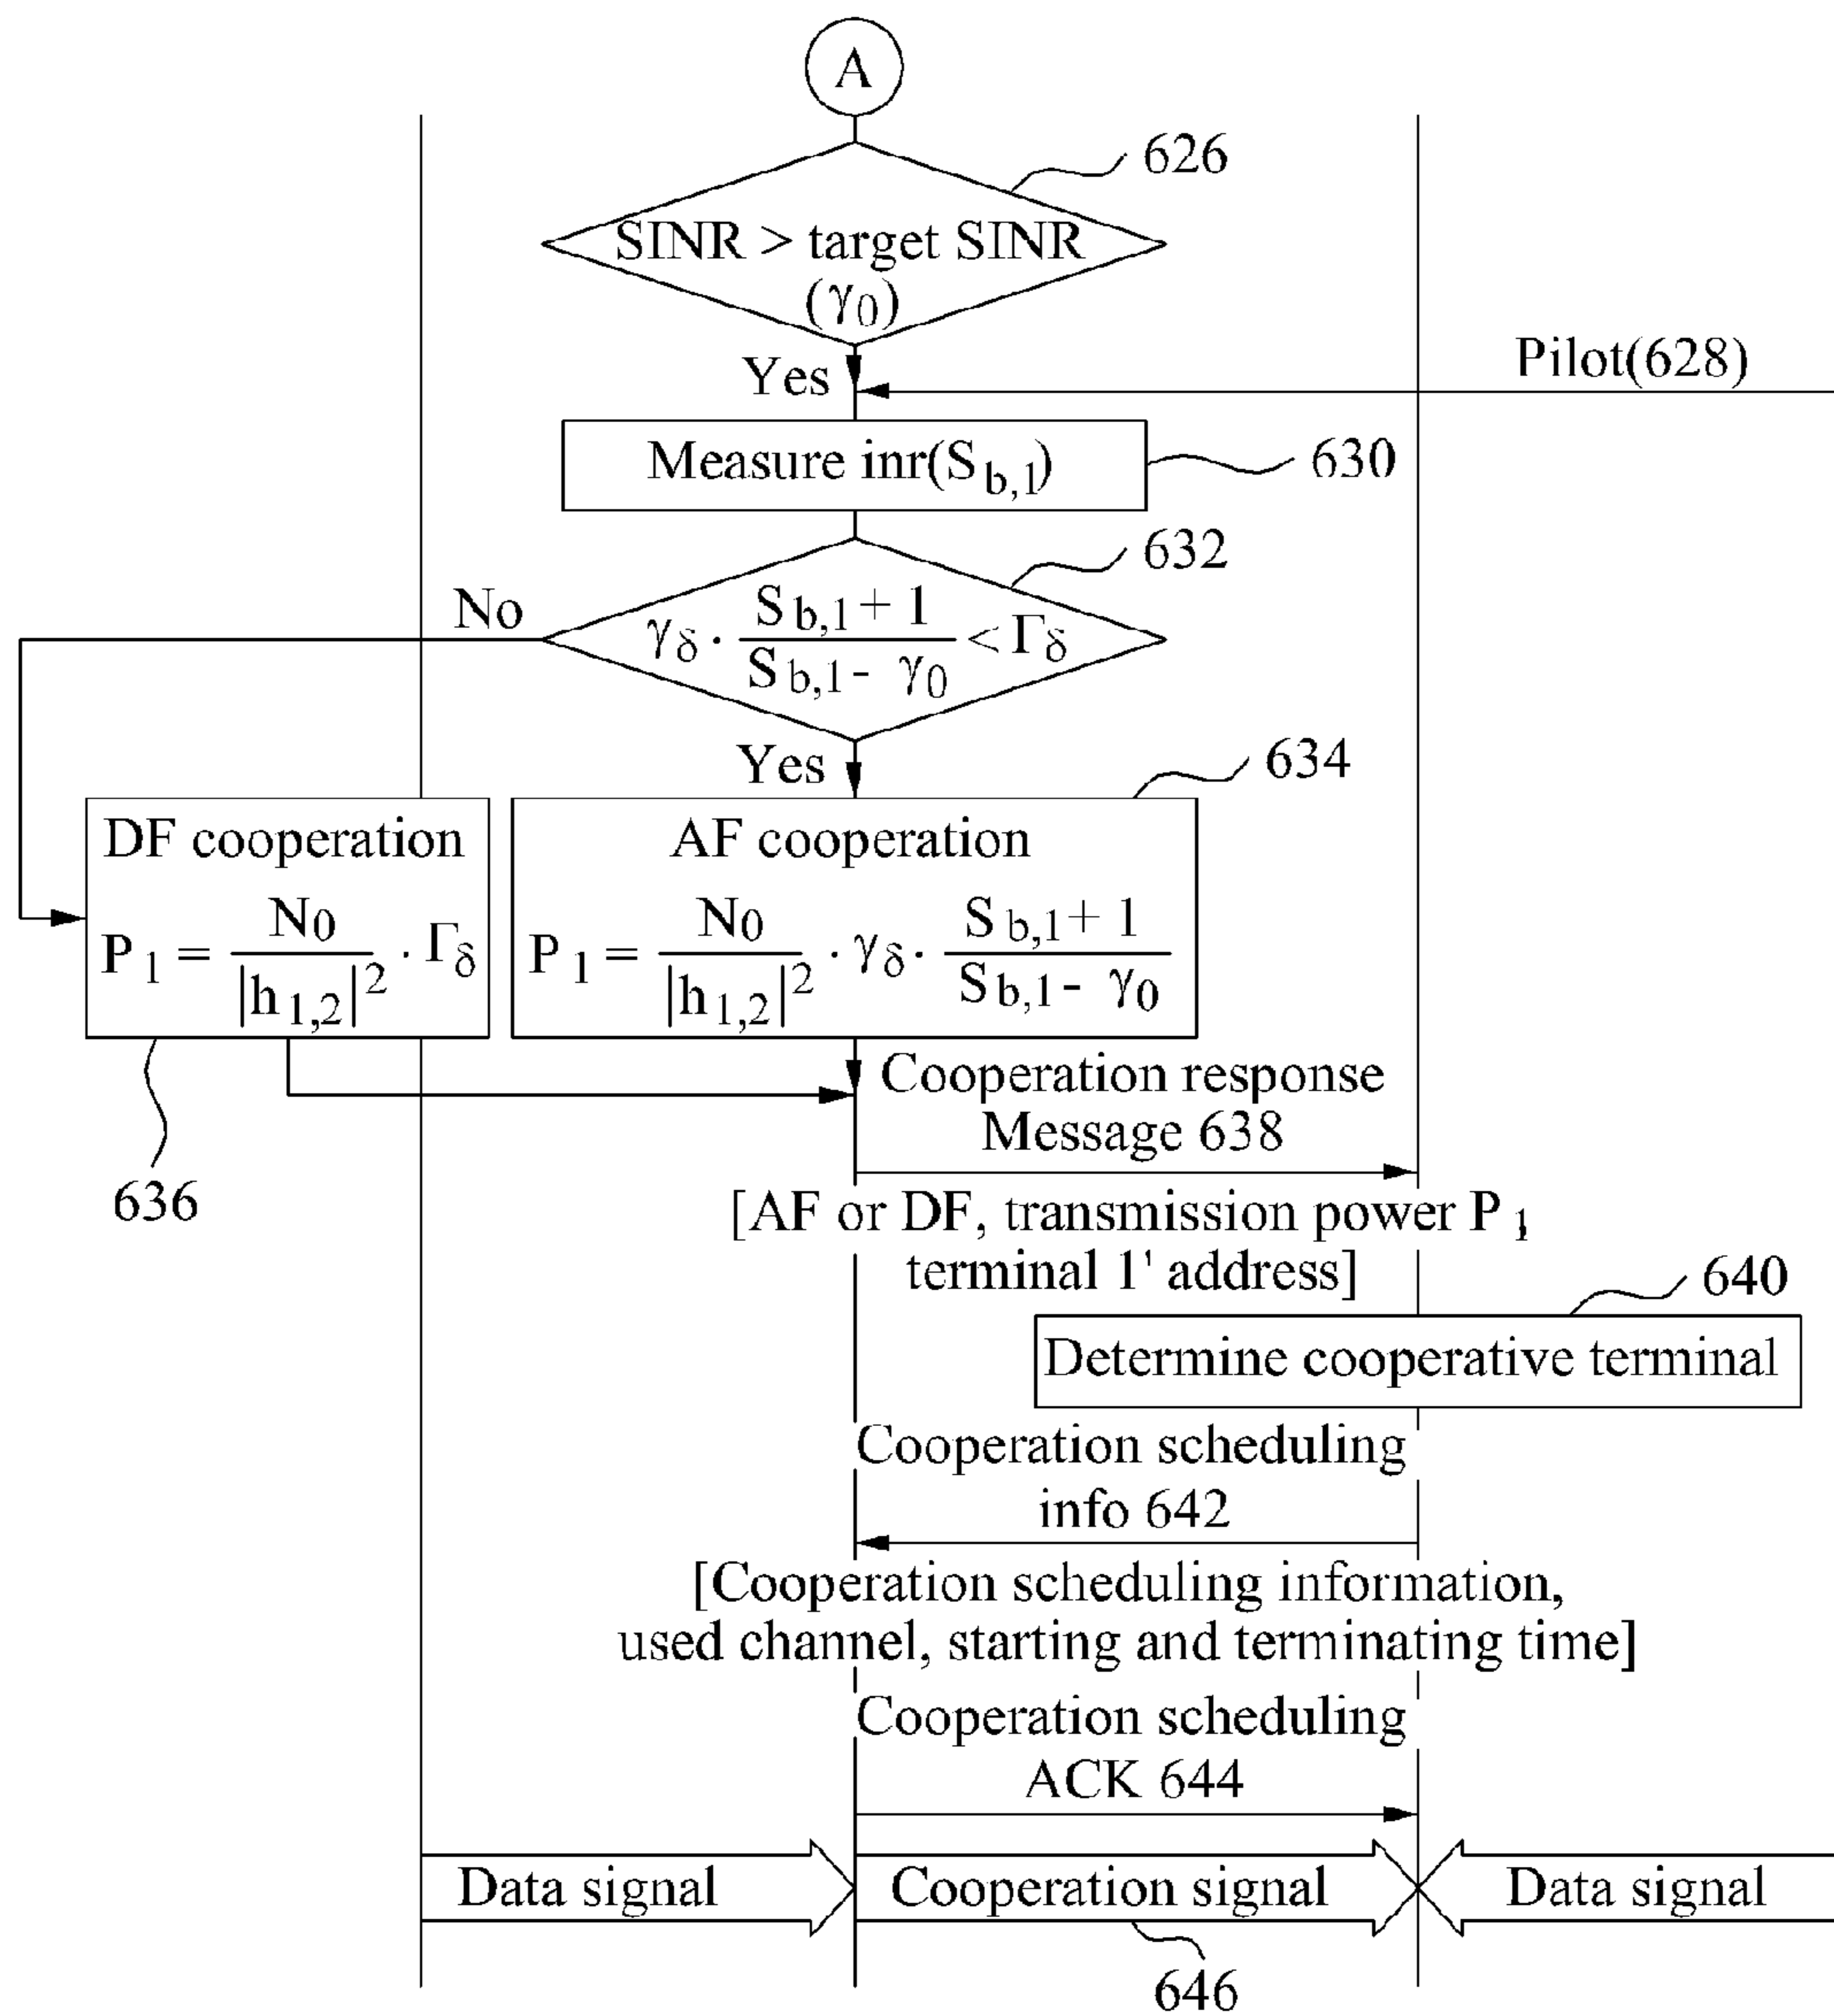 A
626
SINR > target SINR
(γ0)
Yes
Pilot(628)
Measure inr(Sb,1)
630
632
No
γδ · (Sb,1 + 1)/(Sb,1 - γ0) < Γδ
Yes
634
DF cooperation
P1 = N0/|h1,2|² · Γδ
AF cooperation
P1 = N0/|h1,2|² · γδ · (Sb,1 + 1)/(Sb,1 - γ0)
636
Cooperation response
Message 638
[AF or DF, transmission power P1
terminal 1' address]
640
Determine cooperative terminal
Cooperation scheduling
info 642
[Cooperation scheduling information,
used channel, starting and terminating time]
Cooperation scheduling
ACK 644
Data signal
Cooperation signal
Data signal
646